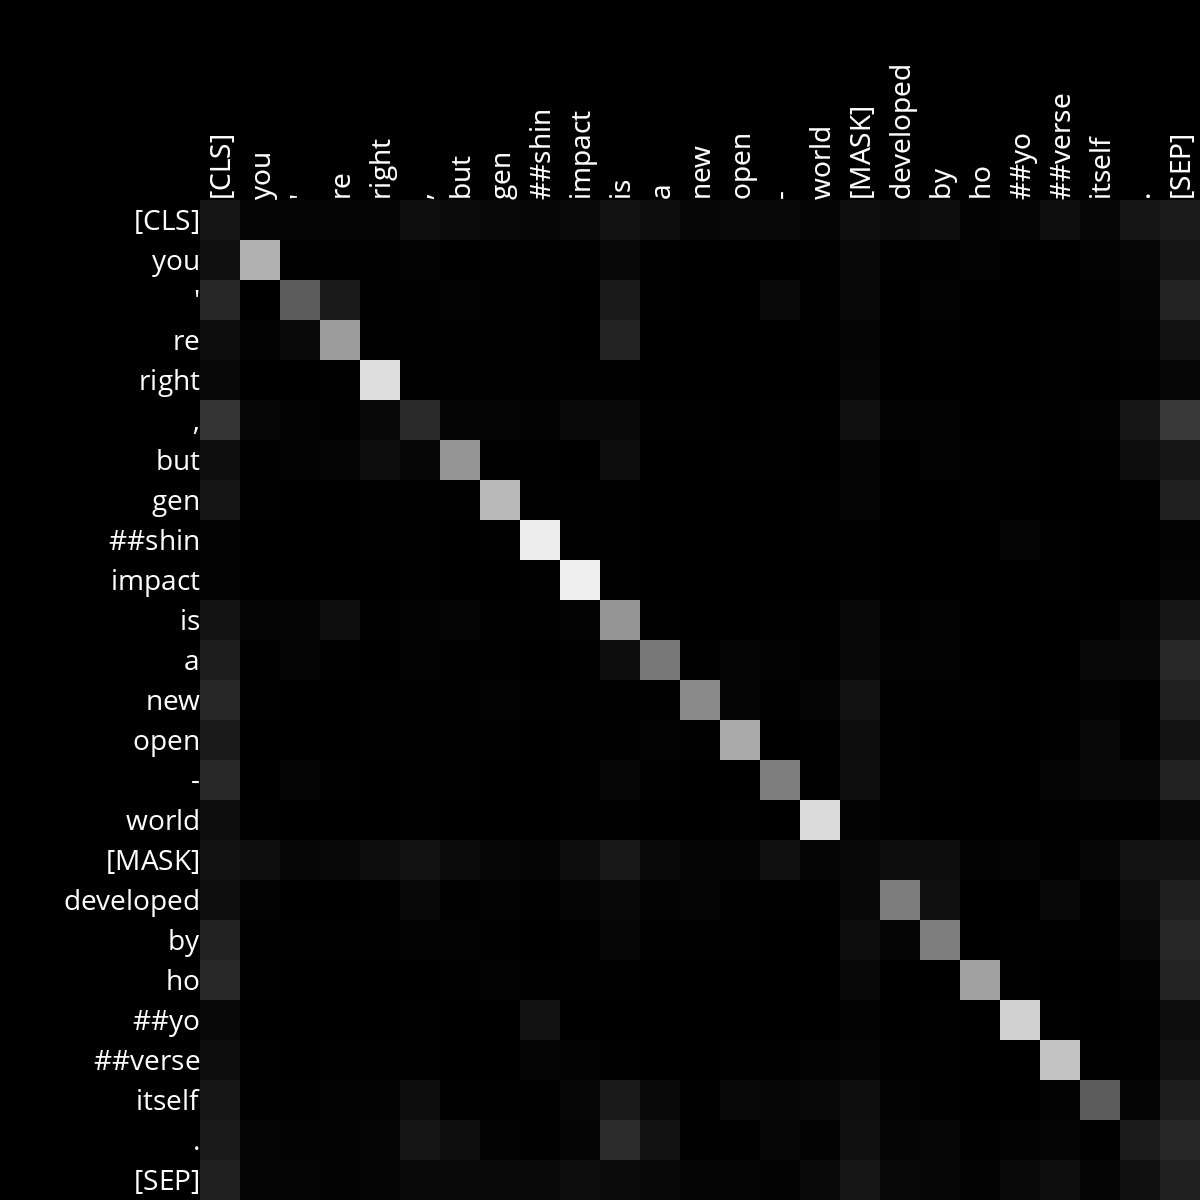 [CLS] you ' re right , but gen ##shin impact is a new open - world [MASK] developed by ho ##yo ##verse itself . [SEP]
[CLS]
you
'
re
right
,
but
gen
##shin
impact
is
a
new
open
-
world
[MASK]
developed
by
ho
##yo
##verse
itself
.
[SEP]